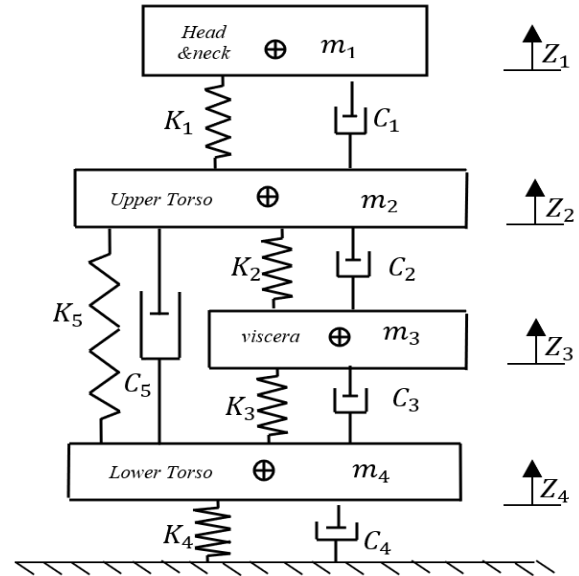 Head
&neck
m₁
Z₁
K₁
C₁
Upper Torso
m₂
Z₂
K₂
C₂
K₅
viscera
m₃
Z₃
C₅
K₃
C₃
Lower Torso
m₄
Z₄
K₄
C₄